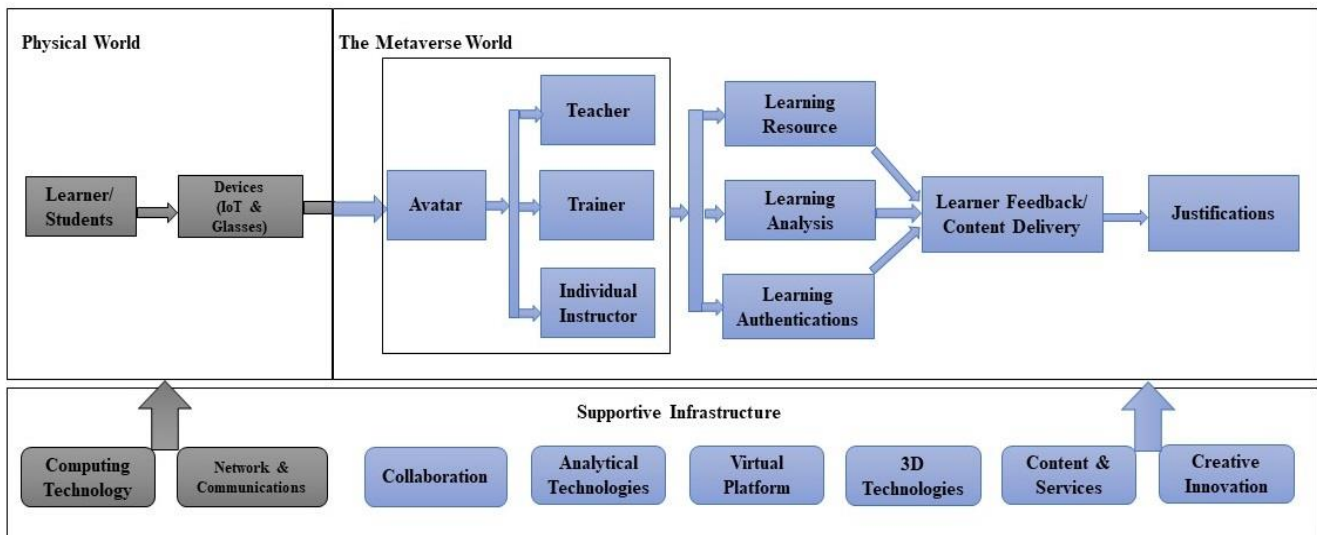 Physical World
The Metaverse World
Learner/
Students
Devices
(IoT &
Glasses)
Avatar
Teacher
Trainer
Individual
Instructor
Learning
Resource
Learning
Analysis
Learning
Authentications
Learner Feedback/
Content Delivery
Justifications
Supportive Infrastructure
Computing
Technology
Network &
Communications
Collaboration
Analytical
Technologies
Virtual
Platform
3D
Technologies
Content &
Services
Creative
Innovation